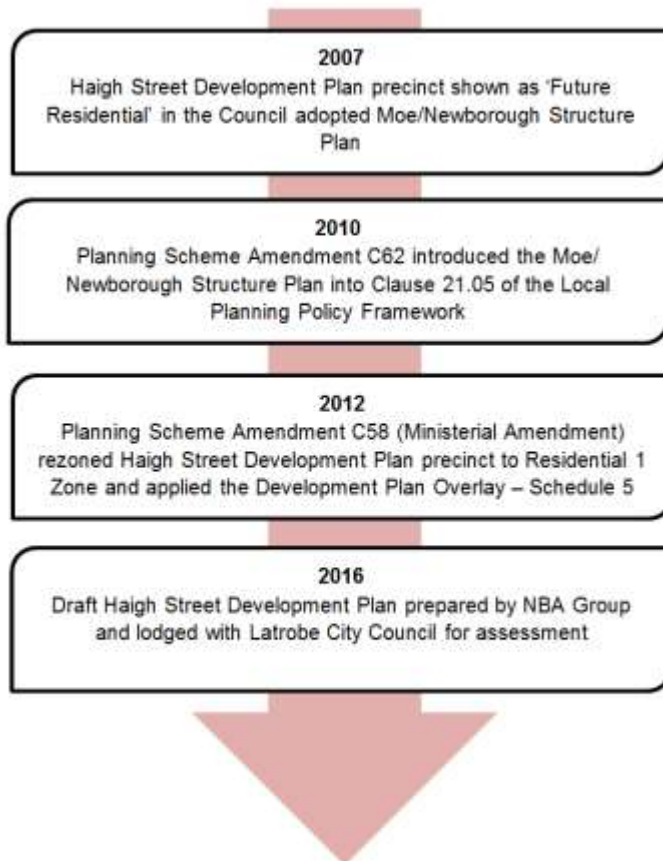 2007
Haigh Street Development Plan precinct shown as 'Future
Residential' in the Council adopted Moe/Newborough Structure
Plan
2010
Planning Scheme Amendment C62 introduced the Moe/
Newborough Structure Plan into Clause 21.05 of the Local
Planning Policy Framework
2012
Planning Scheme Amendment C58 (Ministerial Amendment)
rezoned Haigh Street Development Plan precinct to Residential 1
Zone and applied the Development Plan Overlay – Schedule 5
2016
Draft Haigh Street Development Plan prepared by NBA Group
and lodged with Latrobe City Council for assessment